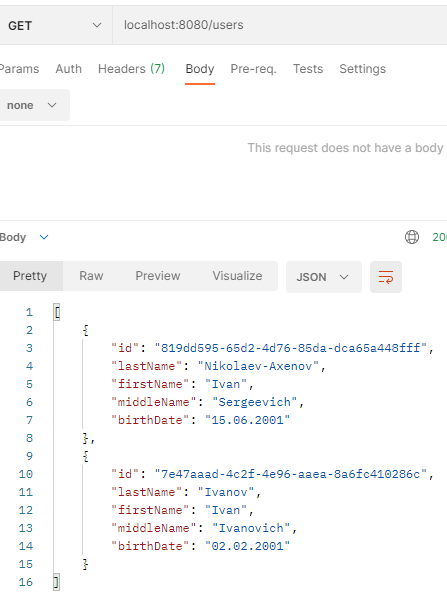 GET localhost:8080/users
Params Auth Headers (7) Body Pre-req. Tests Settings
none
This request does not have a body
Body 200
Pretty Raw Preview Visualize JSON
1 [
2 {
3 "id": "819dd595-65d2-4d76-85da-dca65a448fff",
4 "lastName": "Nikolaev-Axenov",
5 "firstName": "Ivan",
6 "middleName": "Sergeevich",
7 "birthDate": "15.06.2001"
8 },
9 {
10 "id": "7e47aaad-4c2f-4e96-aaea-8a6fc410286c",
11 "lastName": "Ivanov",
12 "firstName": "Ivan",
13 "middleName": "Ivanovich",
14 "birthDate": "02.02.2001"
15 }
16 ]